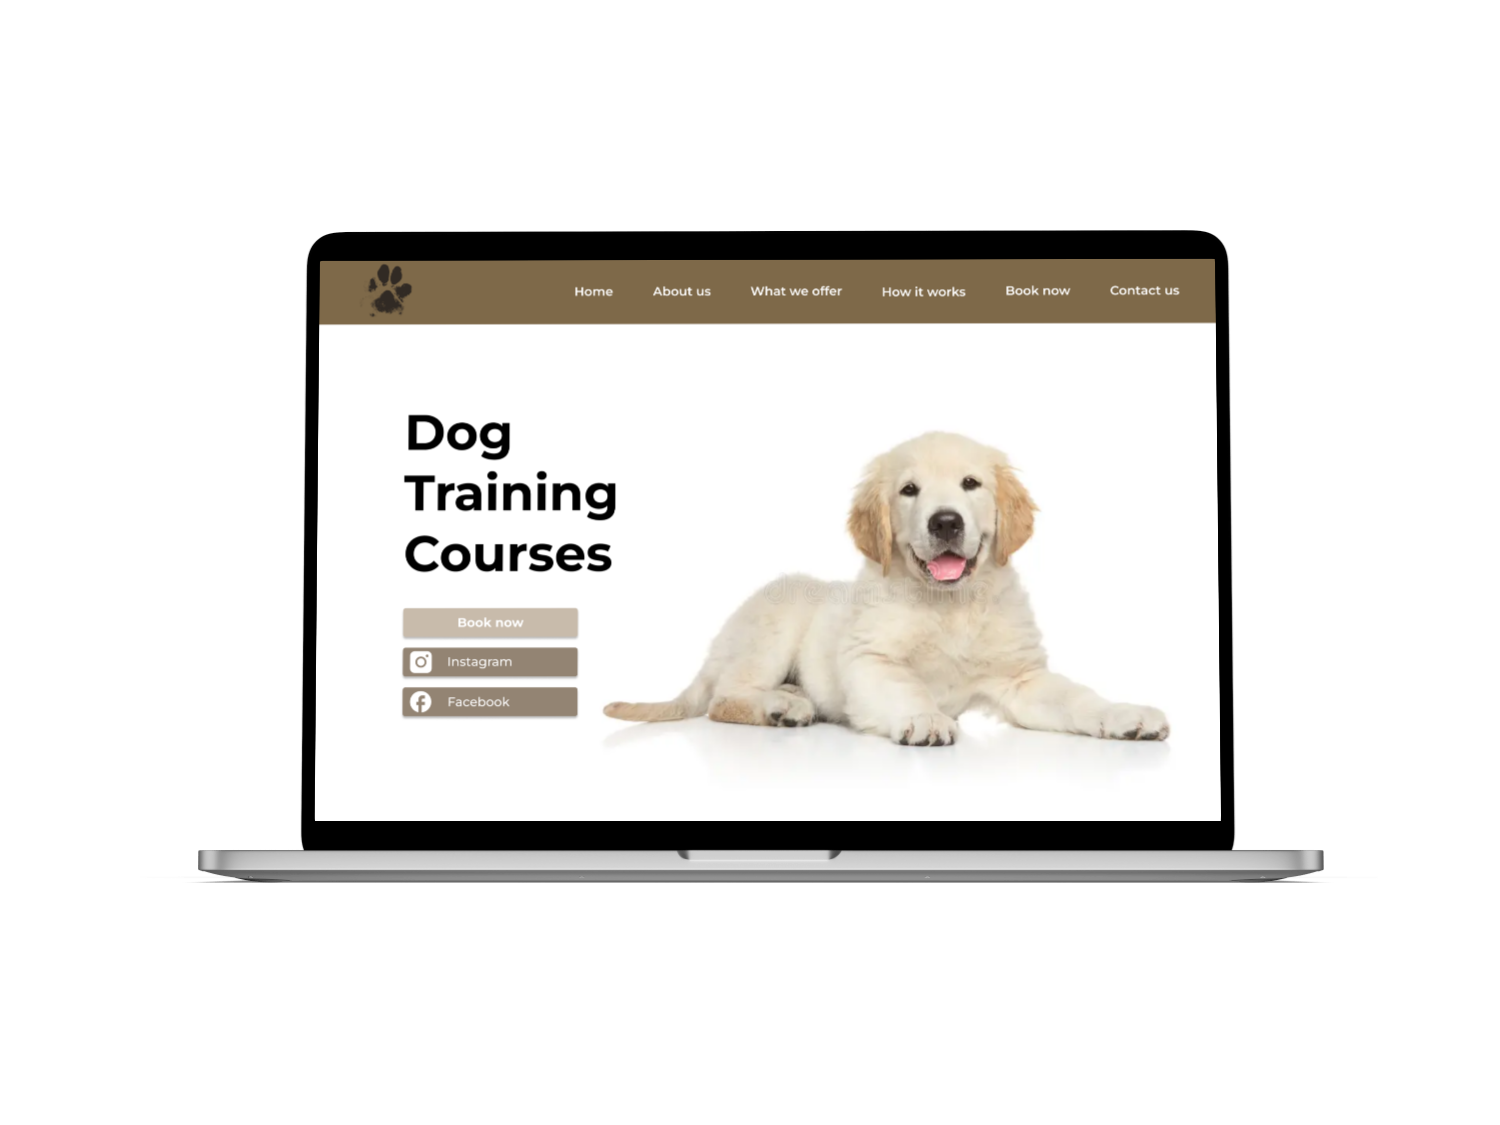 Home
About us
What we offer
How it works
Book now
Contact us
Dog
Training
Courses
Book now
Instagram
Facebook
dreamstime